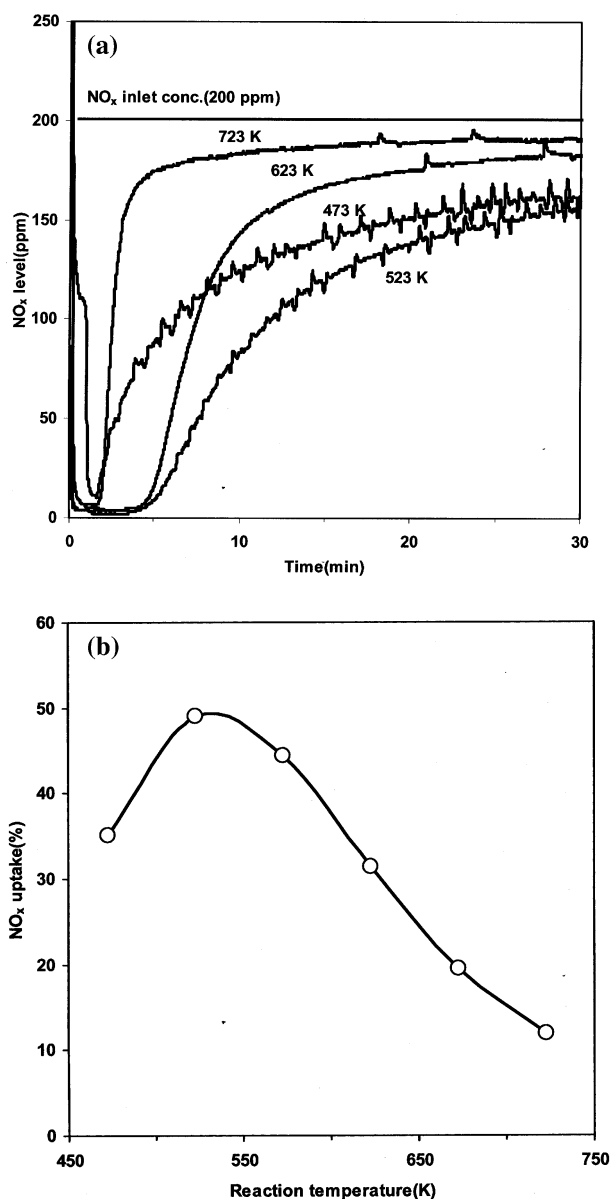 (a)
250
200
150
100
50
0
NOx level(ppm)
NOx inlet conc.(200 ppm)
723 K
623 K
473 K
523 K
0 10 20 30
Time(min)
(b)
60
50
40
30
20
10
0
NOx uptake(%)
450 550 650 750
Reaction temperature(K)